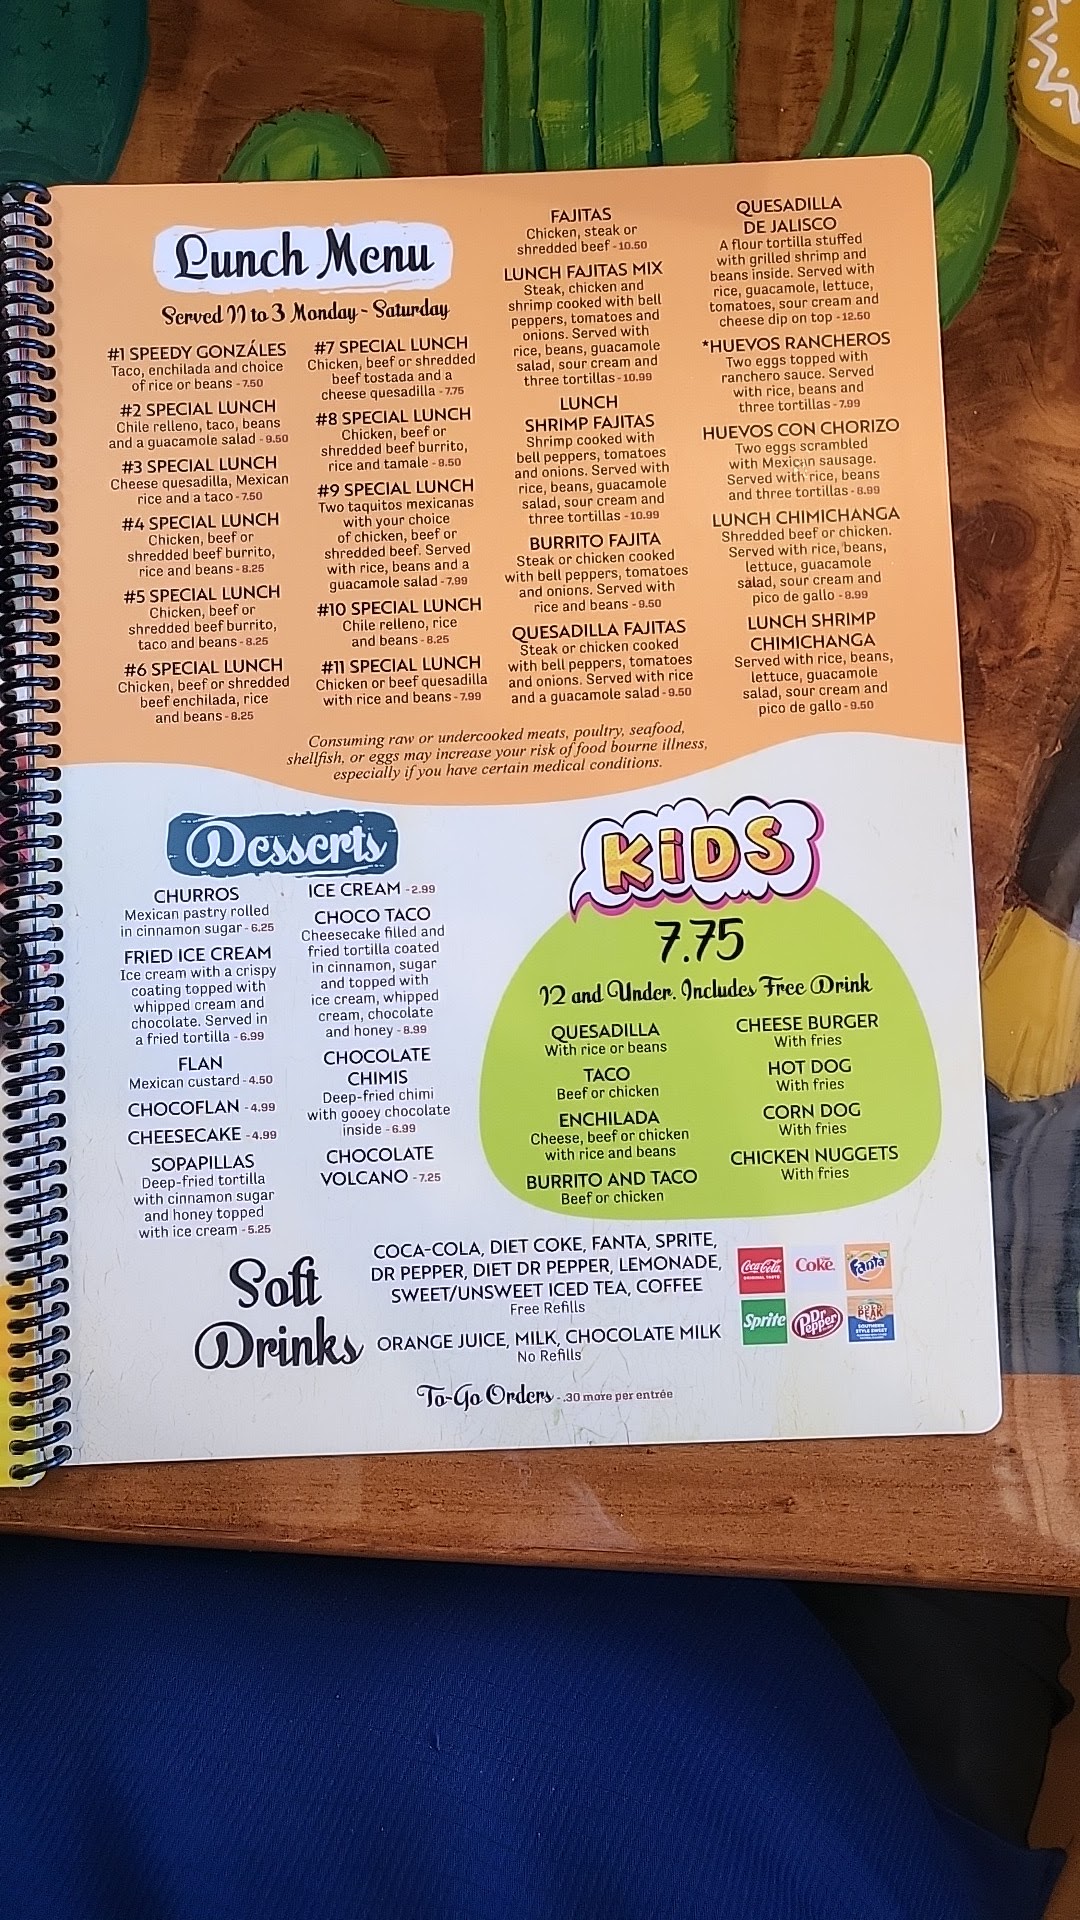 Lunch Menu
Served 11 to 3 Monday - Saturday
#1 SPEEDY GONZÁLES
Taco, enchilada and choice
of rice or beans - 7.50
#2 SPECIAL LUNCH
Chile relleno, taco, beans
and a guacamole salad - 9.50
#3 SPECIAL LUNCH
Cheese quesadilla, Mexican
rice and a taco - 7.50
#4 SPECIAL LUNCH
Chicken, beef or
shredded beef burrito,
rice and beans - 8.25
#5 SPECIAL LUNCH
Chicken, beef or
shredded beef burrito,
taco and beans - 8.25
#6 SPECIAL LUNCH
Chicken, beef or shredded
beef enchilada, rice
and beans - 8.25
#7 SPECIAL LUNCH
Chicken, beef or shredded
beef tostada and a
cheese quesadilla - 7.75
#8 SPECIAL LUNCH
Chicken, beef or
shredded beef burrito,
rice and tamale - 8.50
#9 SPECIAL LUNCH
Two taquitos mexicanas
with your choice
of chicken, beef or
shredded beef. Served
with rice, beans and a
guacamole salad - 7.99
#10 SPECIAL LUNCH
Chile relleno, rice
and beans - 8.25
#11 SPECIAL LUNCH
Chicken or beef quesadilla
with rice and beans - 7.99
FAJITAS
Chicken, steak or
shredded beef - 10.50
LUNCH FAJITAS MIX
Steak, chicken and
shrimp cooked with bell
peppers, tomatoes and
onions. Served with
rice, beans, guacamole
salad, sour cream and
three tortillas - 10.99
LUNCH
SHRIMP FAJITAS
Shrimp cooked with
bell peppers, tomatoes
and onions. Served with
rice, beans, guacamole
salad, sour cream and
three tortillas - 10.99
BURRITO FAJITA
Steak or chicken cooked
with bell peppers, tomatoes
and onions. Served with
rice and beans - 9.50
QUESADILLA FAJITAS
Steak or chicken cooked
with bell peppers, tomatoes
and onions. Served with rice
and a guacamole salad - 9.50
QUESADILLA
DE JALISCO
A flour tortilla stuffed
with grilled shrimp and
beans inside. Served with
rice, guacamole, lettuce,
tomatoes, sour cream and
cheese dip on top - 12.50
*HUEVOS RANCHEROS
Two eggs topped with
ranchero sauce. Served
with rice, beans and
three tortillas - 7.99
HUEVOS CON CHORIZO
Two eggs scrambled
with Mexican sausage.
Served with rice, beans
and three tortillas - 8.99
LUNCH CHIMICHANGA
Shredded beef or chicken.
Served with rice, beans,
lettuce, guacamole
salad, sour cream and
pico de gallo - 8.99
LUNCH SHRIMP
CHIMICHANGA
Served with rice, beans,
lettuce, guacamole
salad, sour cream and
pico de gallo - 9.50
Consuming raw or undercooked meats, poultry, seafood,
shellfish, or eggs may increase your risk of food bourne illness,
especially if you have certain medical conditions.
Desserts
CHURROS
Mexican pastry rolled
in cinnamon sugar - 6.25
FRIED ICE CREAM
Ice cream with a crispy
coating topped with
whipped cream and
chocolate. Served in
a fried tortilla - 6.99
FLAN
Mexican custard - 4.50
CHOCOFLAN - 4.99
CHEESECAKE - 4.99
SOPAPILLAS
Deep-fried tortilla
with cinnamon sugar
and honey topped
with ice cream - 5.25
ICE CREAM - 2.99
CHOCO TACO
Cheesecake filled and
fried tortilla coated
in cinnamon, sugar
and topped with
ice cream, whipped
cream, chocolate
and honey - 8.99
CHOCOLATE
CHIMIS
Deep-fried chimi
with gooey chocolate
inside - 6.99
CHOCOLATE
VOLCANO - 7.25
KiDS
7.75
12 and Under. Includes Free Drink
QUESADILLA
With rice or beans
TACO
Beef or chicken
ENCHILADA
Cheese, beef or chicken
with rice and beans
BURRITO AND TACO
Beef or chicken
CHEESE BURGER
With fries
HOT DOG
With fries
CORN DOG
With fries
CHICKEN NUGGETS
With fries
Soft
Drinks
COCA-COLA, DIET COKE, FANTA, SPRITE,
DR PEPPER, DIET DR PEPPER, LEMONADE,
SWEET/UNSWEET ICED TEA, COFFEE
Free Refills
ORANGE JUICE, MILK, CHOCOLATE MILK
No Refills
Coca-Cola
ORIGINAL TASTE
Coke
Fanta
Sprite
Dr Pepper
GOLD PEAK
SOUTHERN
STYLE SWEET
To-Go Orders - .30 more per entrée